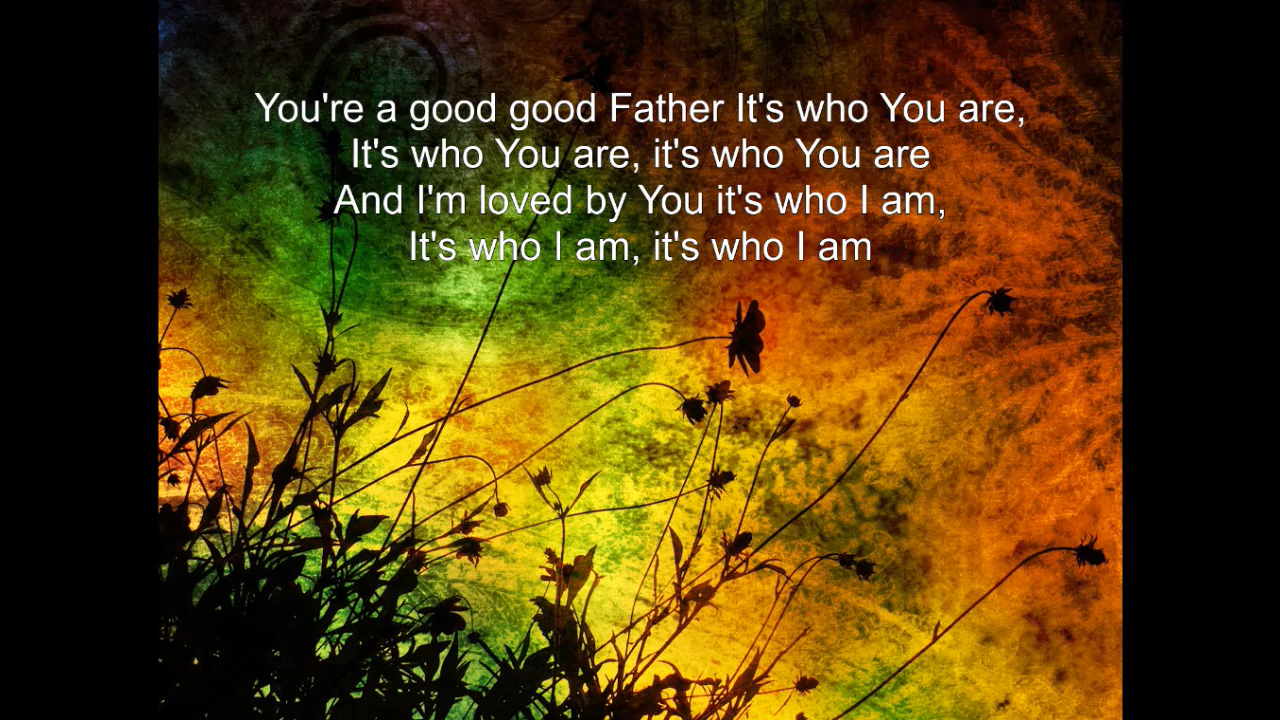 You're a good good Father It's who You are,
It's who You are, it's who You are
And I'm loved by You it's who I am,
It's who I am, it's who I am